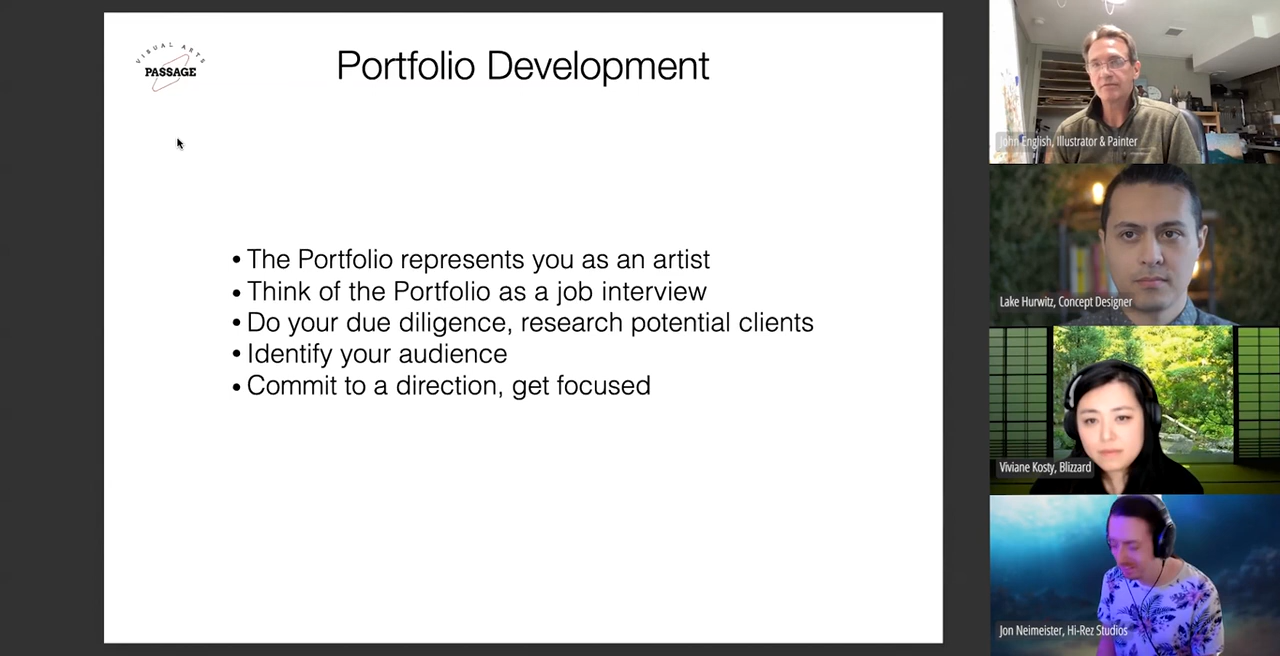 VISUAL ARTS
PASSAGE
Portfolio Development
• The Portfolio represents you as an artist
• Think of the Portfolio as a job interview
• Do your due diligence, research potential clients
• Identify your audience
• Commit to a direction, get focused
John English, Illustrator & Painter
Lake Hurwitz, Concept Designer
Viviane Kosty, Blizzard
Jon Neimeister, Hi-Rez Studios